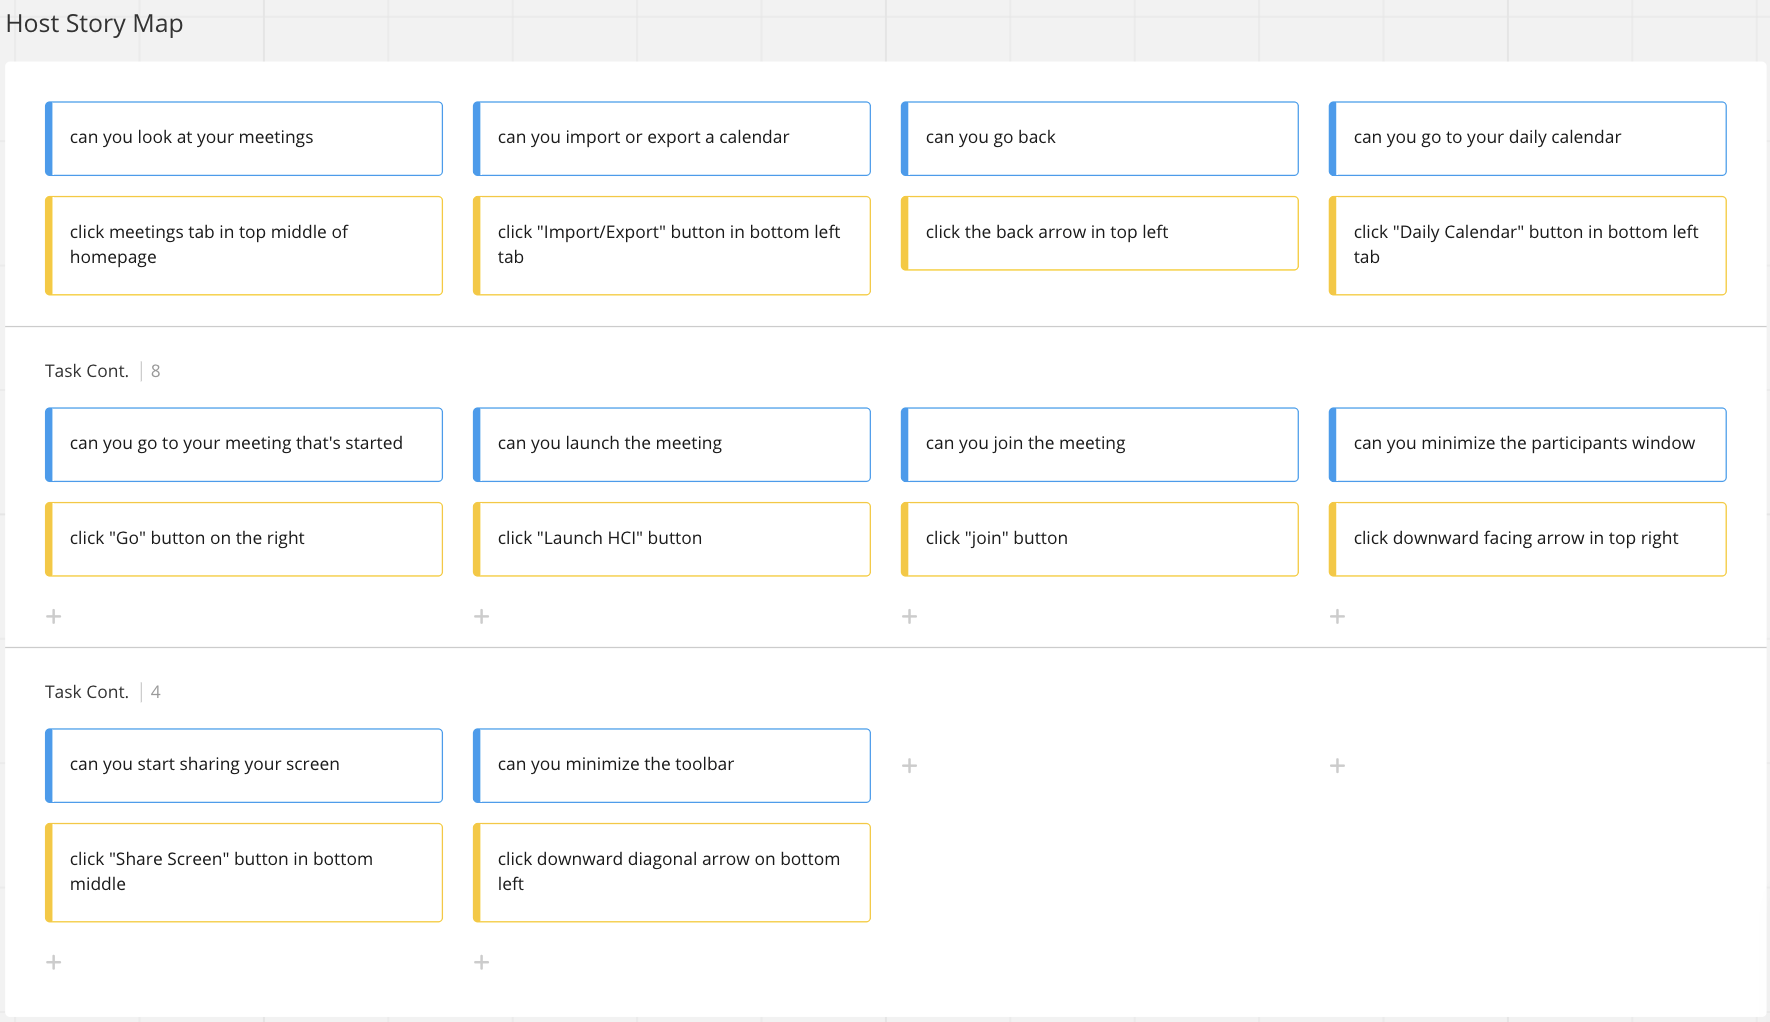 Host Story Map
can you look at your meetings
can you import or export a calendar
can you go back
can you go to your daily calendar
click meetings tab in top middle of
homepage
click "Import/Export" button in bottom left
tab
click the back arrow in top left
click "Daily Calendar" button in bottom left
tab
Task Cont. | 8
can you go to your meeting that's started
can you launch the meeting
can you join the meeting
can you minimize the participants window
click "Go" button on the right
click "Launch HCI" button
click "join" button
click downward facing arrow in top right
Task Cont. | 4
can you start sharing your screen
can you minimize the toolbar
click "Share Screen" button in bottom
middle
click downward diagonal arrow on bottom
left